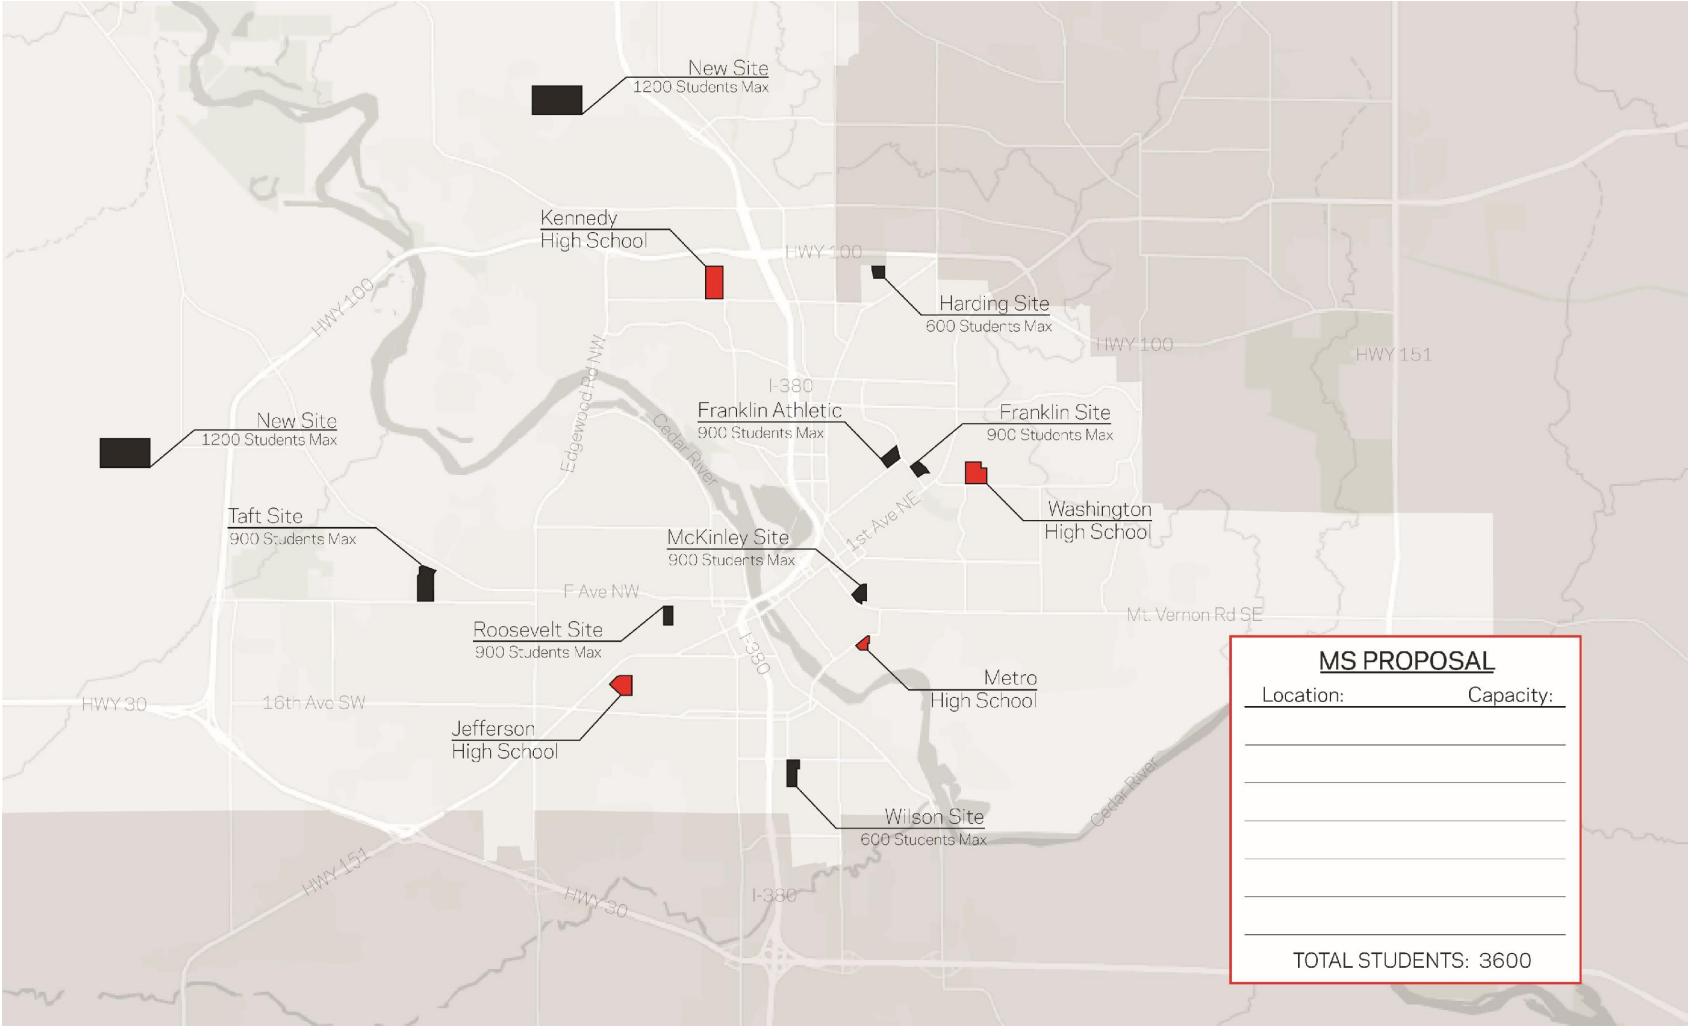 New Site
1200 Students Max
Kennedy
High School
HWY 100
Harding Site
600 Students Max
HWY 100
HWY 100
HWY 151
Edgewood Rd NW
I-380
Franklin Athletic
900 Students Max
Franklin Site
900 Students Max
New Site
1200 Students Max
Cedar River
Taft Site
900 Students Max
1st Ave NE
Washington
High School
McKinley Site
900 Students Max
F Ave NW
Roosevelt Site
900 Students Max
Mt. Vernon Rd SE
I-380
Metro
High School
HWY 30
16th Ave SW
Jefferson
High School
Wilson Site
600 Students Max
Cedar River
HWY 151
HWY 30
I-380
MS PROPOSAL
Location: Capacity:
TOTAL STUDENTS: 3600